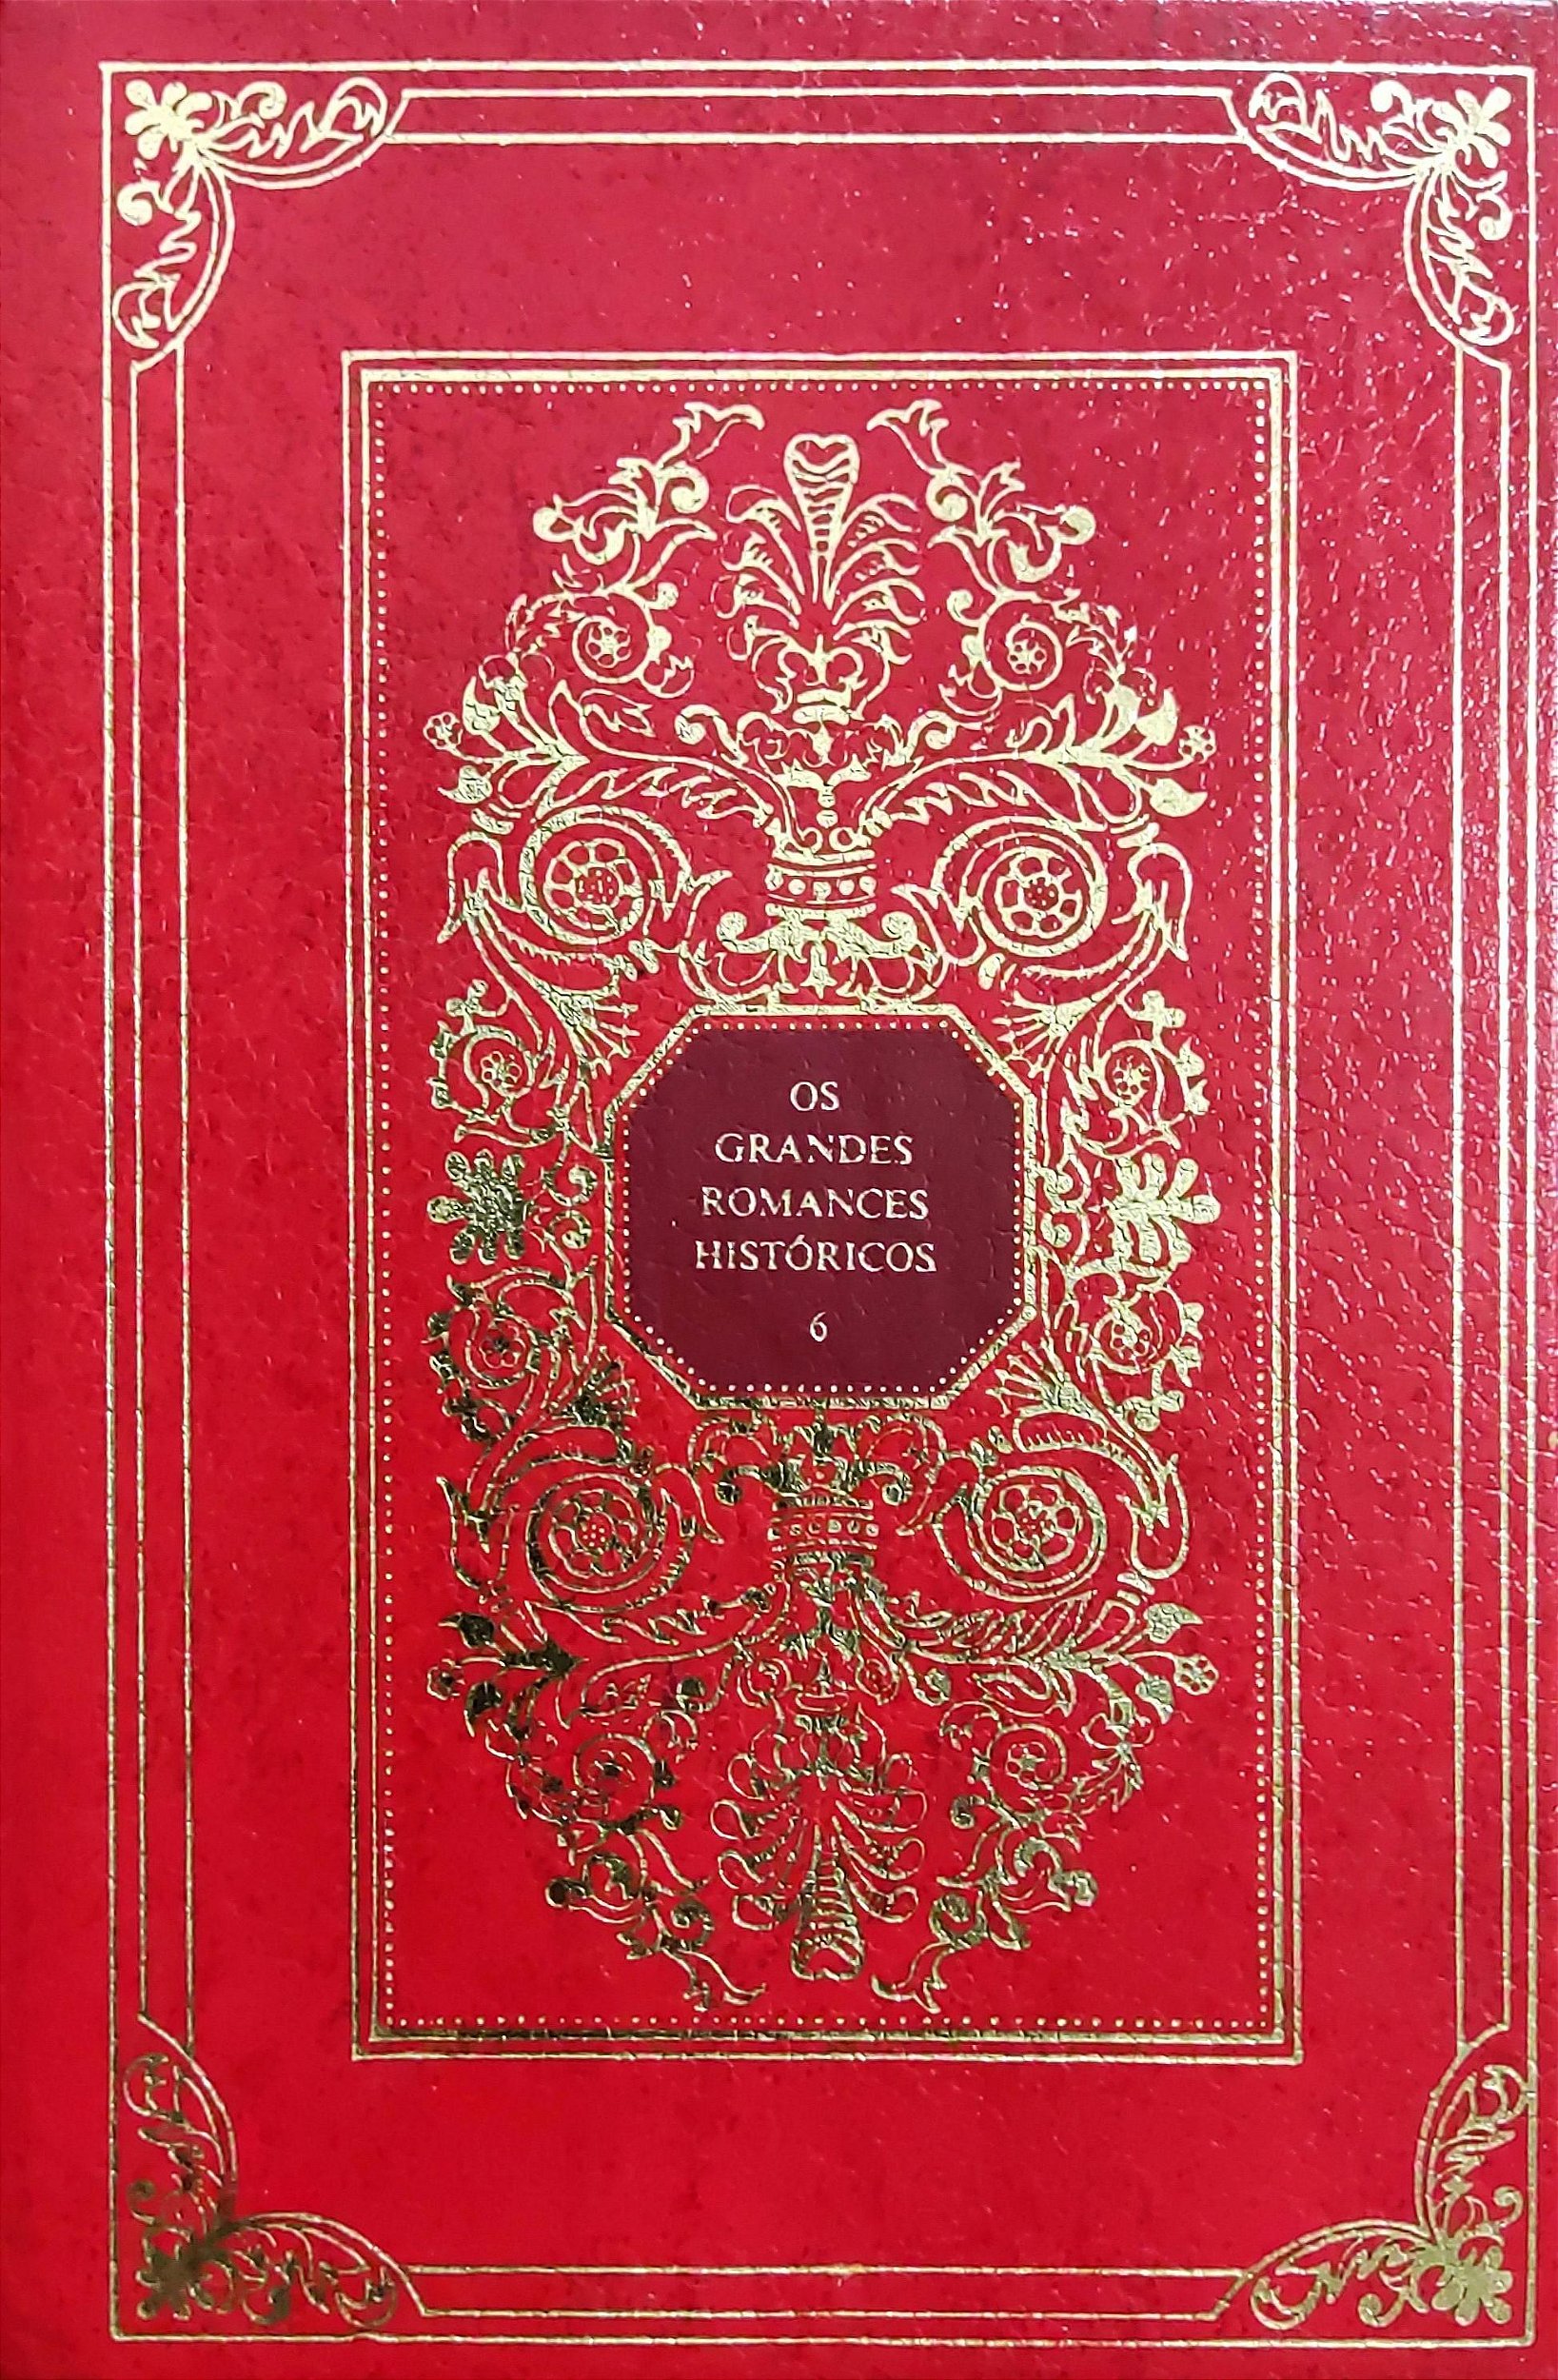 OS
GRANDES
ROMANCES
HISTÓRICOS
6